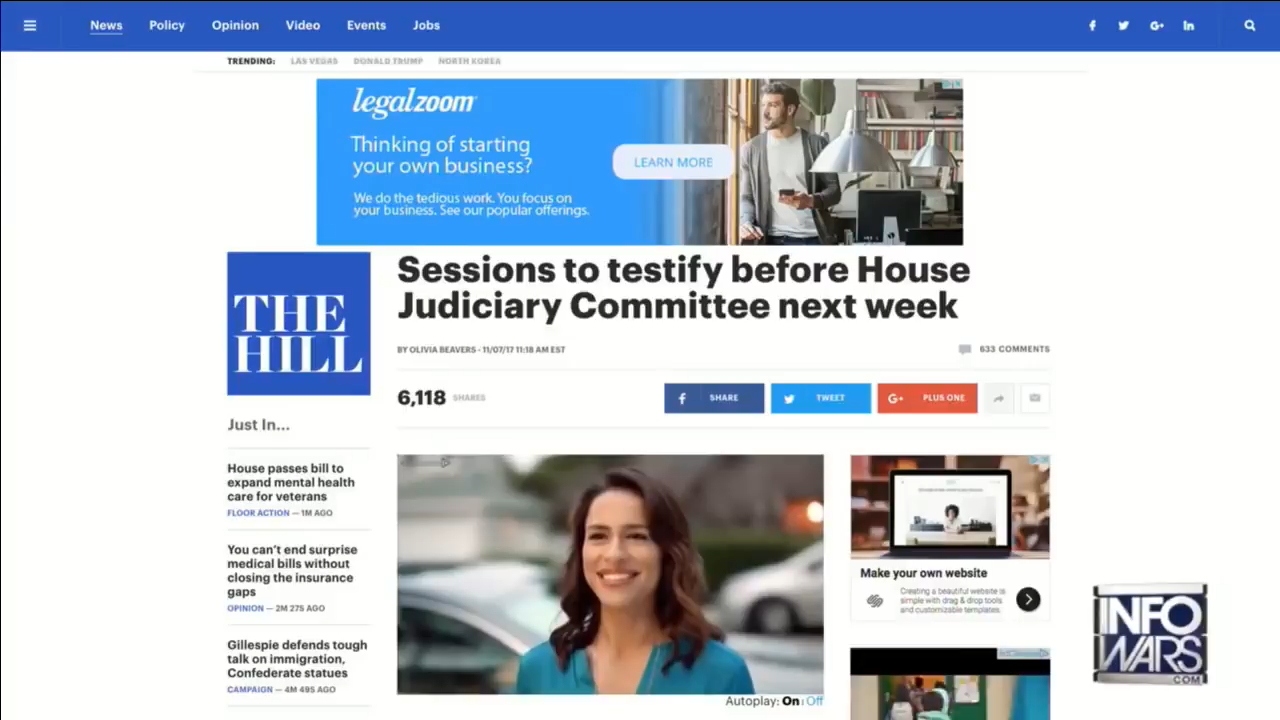 News Policy Opinion Video Events Jobs
TRENDING: LAS VEGAS DONALD TRUMP NORTH KOREA
legalzoom
Thinking of starting
your own business?
LEARN MORE
We do the tedious work. You focus on
your business. See our popular offerings.
THE
HILL
Sessions to testify before House
Judiciary Committee next week
BY OLIVIA BEAVERS - 11/07/17 11:18 AM EST
633 COMMENTS
6,118 SHARES
SHARE
TWEET
G+ PLUS ONE
Just In...
House passes bill to
expand mental health
care for veterans
FLOOR ACTION — 1M AGO
You can't end surprise
medical bills without
closing the insurance
gaps
OPINION — 2M 27S AGO
Gillespie defends tough
talk on immigration,
Confederate statues
CAMPAIGN — 4M 49S AGO
Autoplay: On | Off
Make your own website
Creating a beautiful website is
simple with drag & drop tools
and customizable templates.
INFO
WARS
.COM